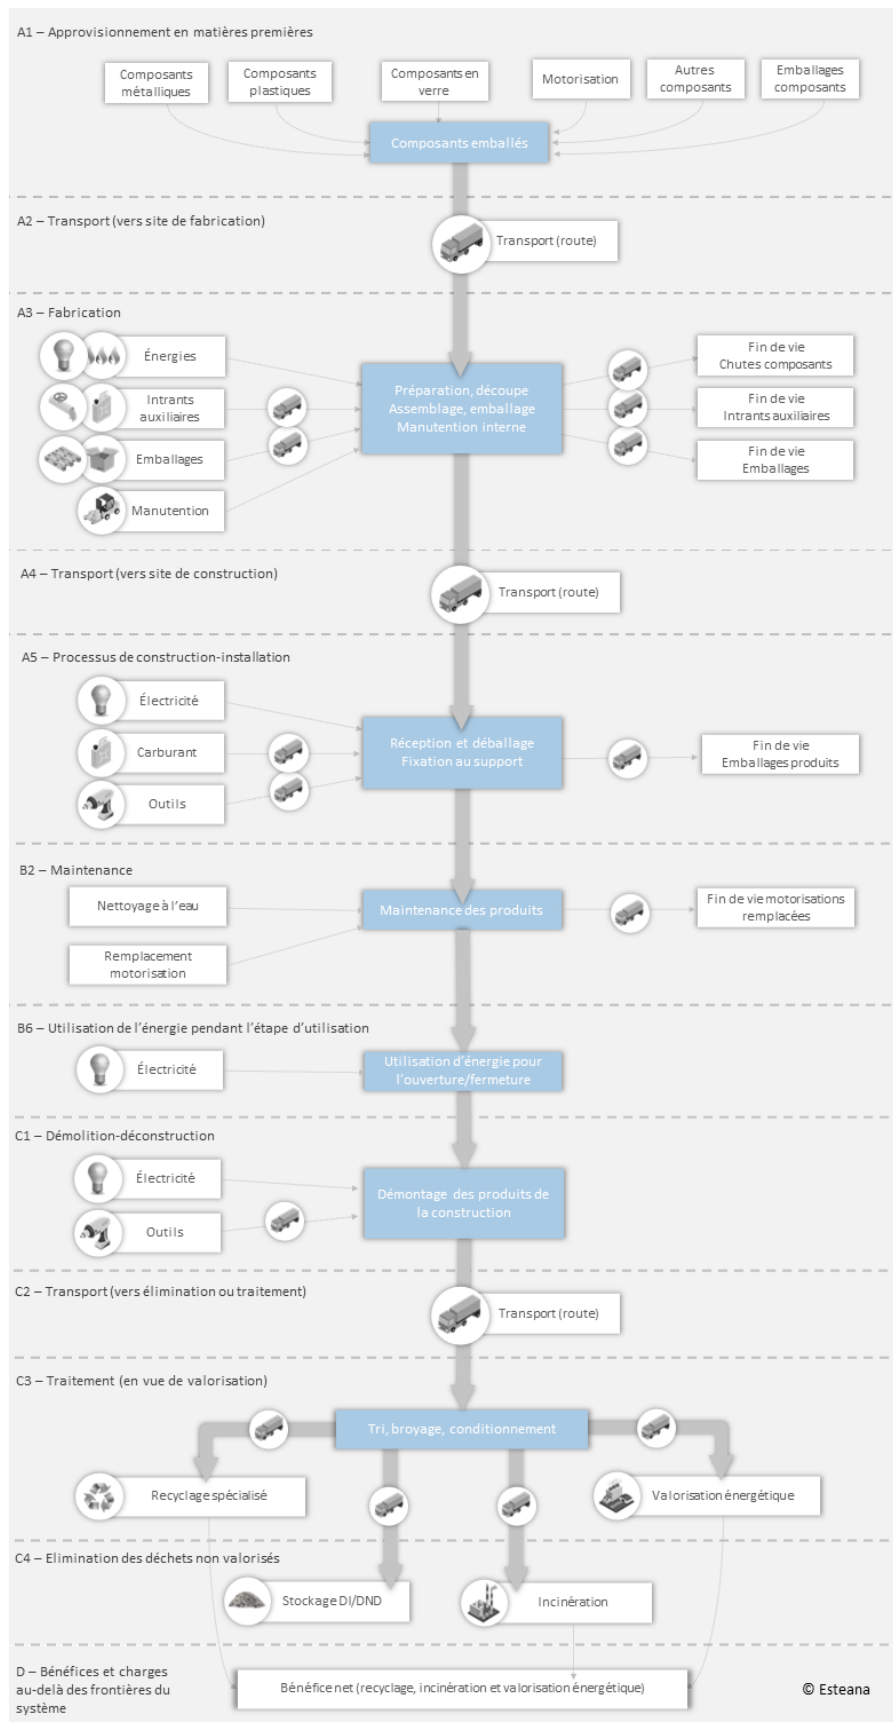 A1 – Approvisionnement en matières premières
Composants
métalliques
Composants
plastiques
Composants en
verre
Motorisation
Autres
composants
Emballages
composants
Composants emballés
A2 – Transport (vers site de fabrication)
Transport (route)
A3 – Fabrication
Énergies
Intrants
auxiliaires
Emballages
Manutention
Préparation, découpe
Assemblage, emballage
Manutention interne
Fin de vie
Chutes composants
Fin de vie
Intrants auxiliaires
Fin de vie
Emballages
A4 – Transport (vers site de construction)
Transport (route)
A5 – Processus de construction-installation
Électricité
Carburant
Outils
Réception et déballage
Fixation au support
Fin de vie
Emballages produits
B2 – Maintenance
Nettoyage à l’eau
Remplacement
motorisation
Maintenance des produits
Fin de vie motorisations
remplacées
B6 – Utilisation de l’énergie pendant l’étape d’utilisation
Électricité
Utilisation d’énergie pour
l’ouverture/fermeture
C1 – Démolition-déconstruction
Électricité
Outils
Démontage des produits de
la construction
C2 – Transport (vers élimination ou traitement)
Transport (route)
C3 – Traitement (en vue de valorisation)
Tri, broyage, conditionnement
Recyclage spécialisé
Valorisation énergétique
C4 – Elimination des déchets non valorisés
Stockage DI/DND
Incinération
D – Bénéfices et charges
au-delà des frontières du
système
Bénéfice net (recyclage, incinération et valorisation énergétique)
© Esteana